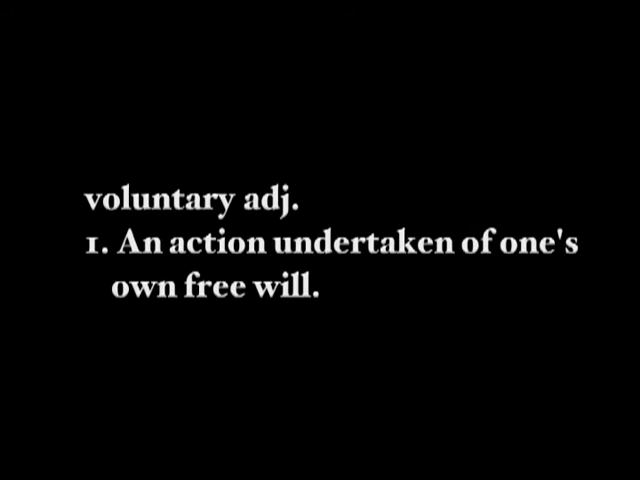 voluntary adj.
1. An action undertaken of one's
own free will.